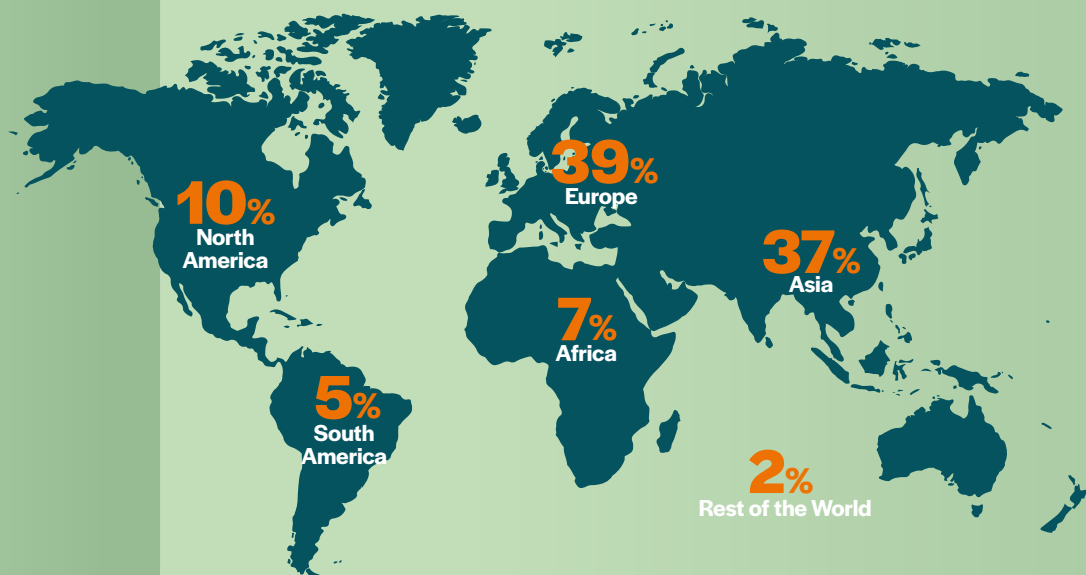 39%
Europe
10%
North
America
37%
Asia
7%
Africa
5%
South
America
2%
Rest of the World